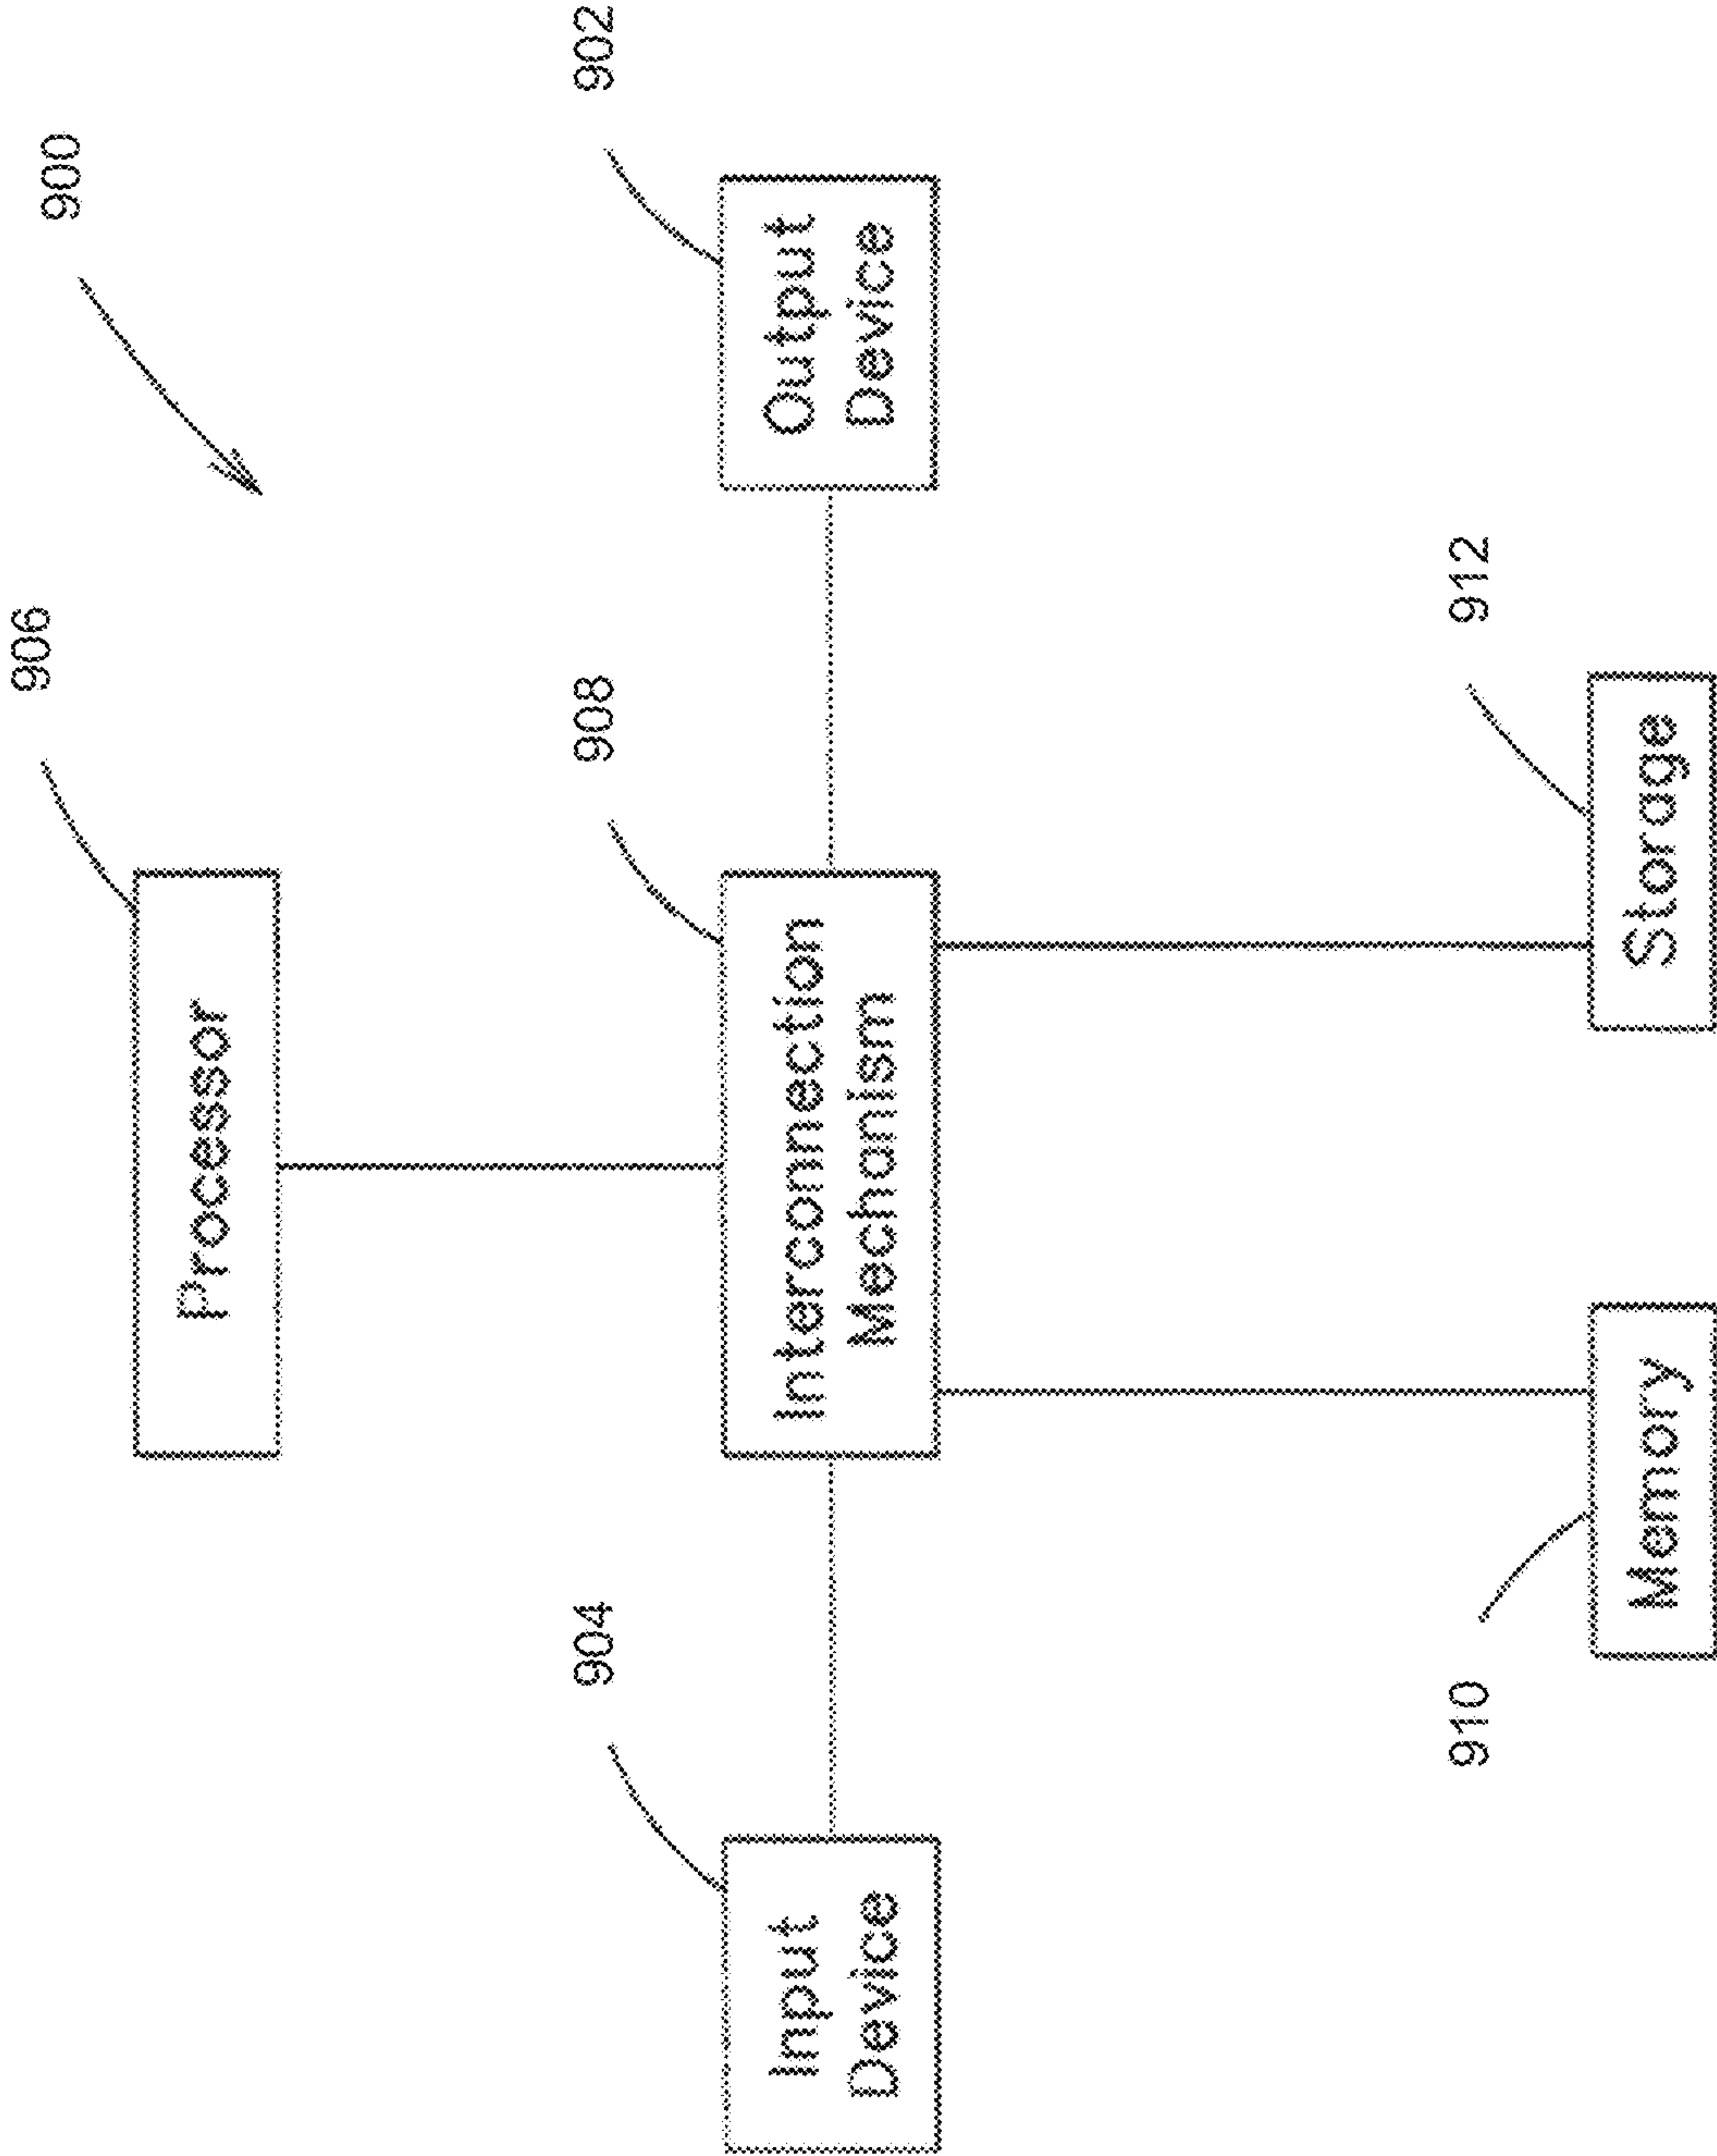 900
906
Processor
904
908
902
Input
Device
Interconnection
Mechanism
Output
Device
910
912
Memory
Storage